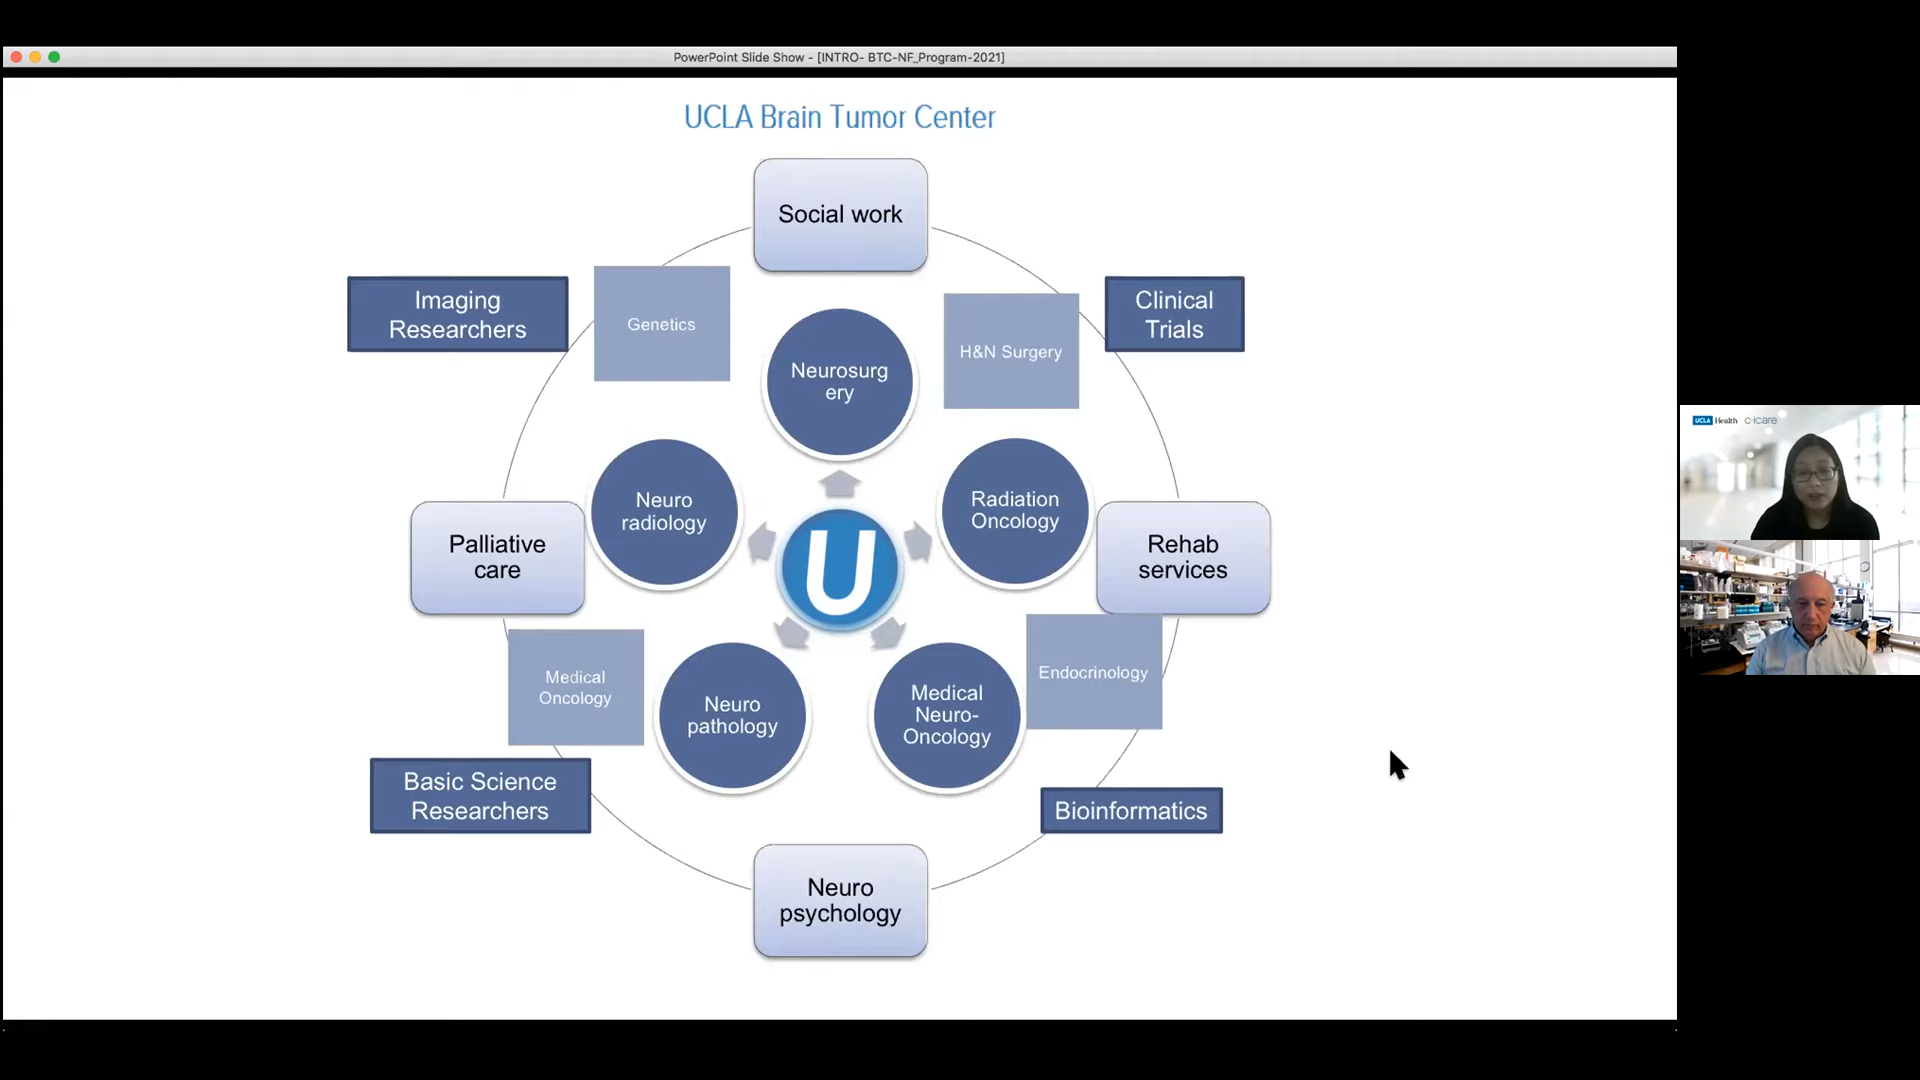 PowerPoint Slide Show - [INTRO- BTC-NF_Program-2021]
UCLA Brain Tumor Center
Social work
Imaging
Researchers
Genetics
Neurosurg
ery
H&N Surgery
Clinical
Trials
Neuro
radiology
Radiation
Oncology
Palliative
care
U
Rehab
services
Medical
Oncology
Neuro
pathology
Medical
Neuro-
Oncology
Endocrinology
Basic Science
Researchers
Bioinformatics
Neuro
psychology
UCLA Health c·icare